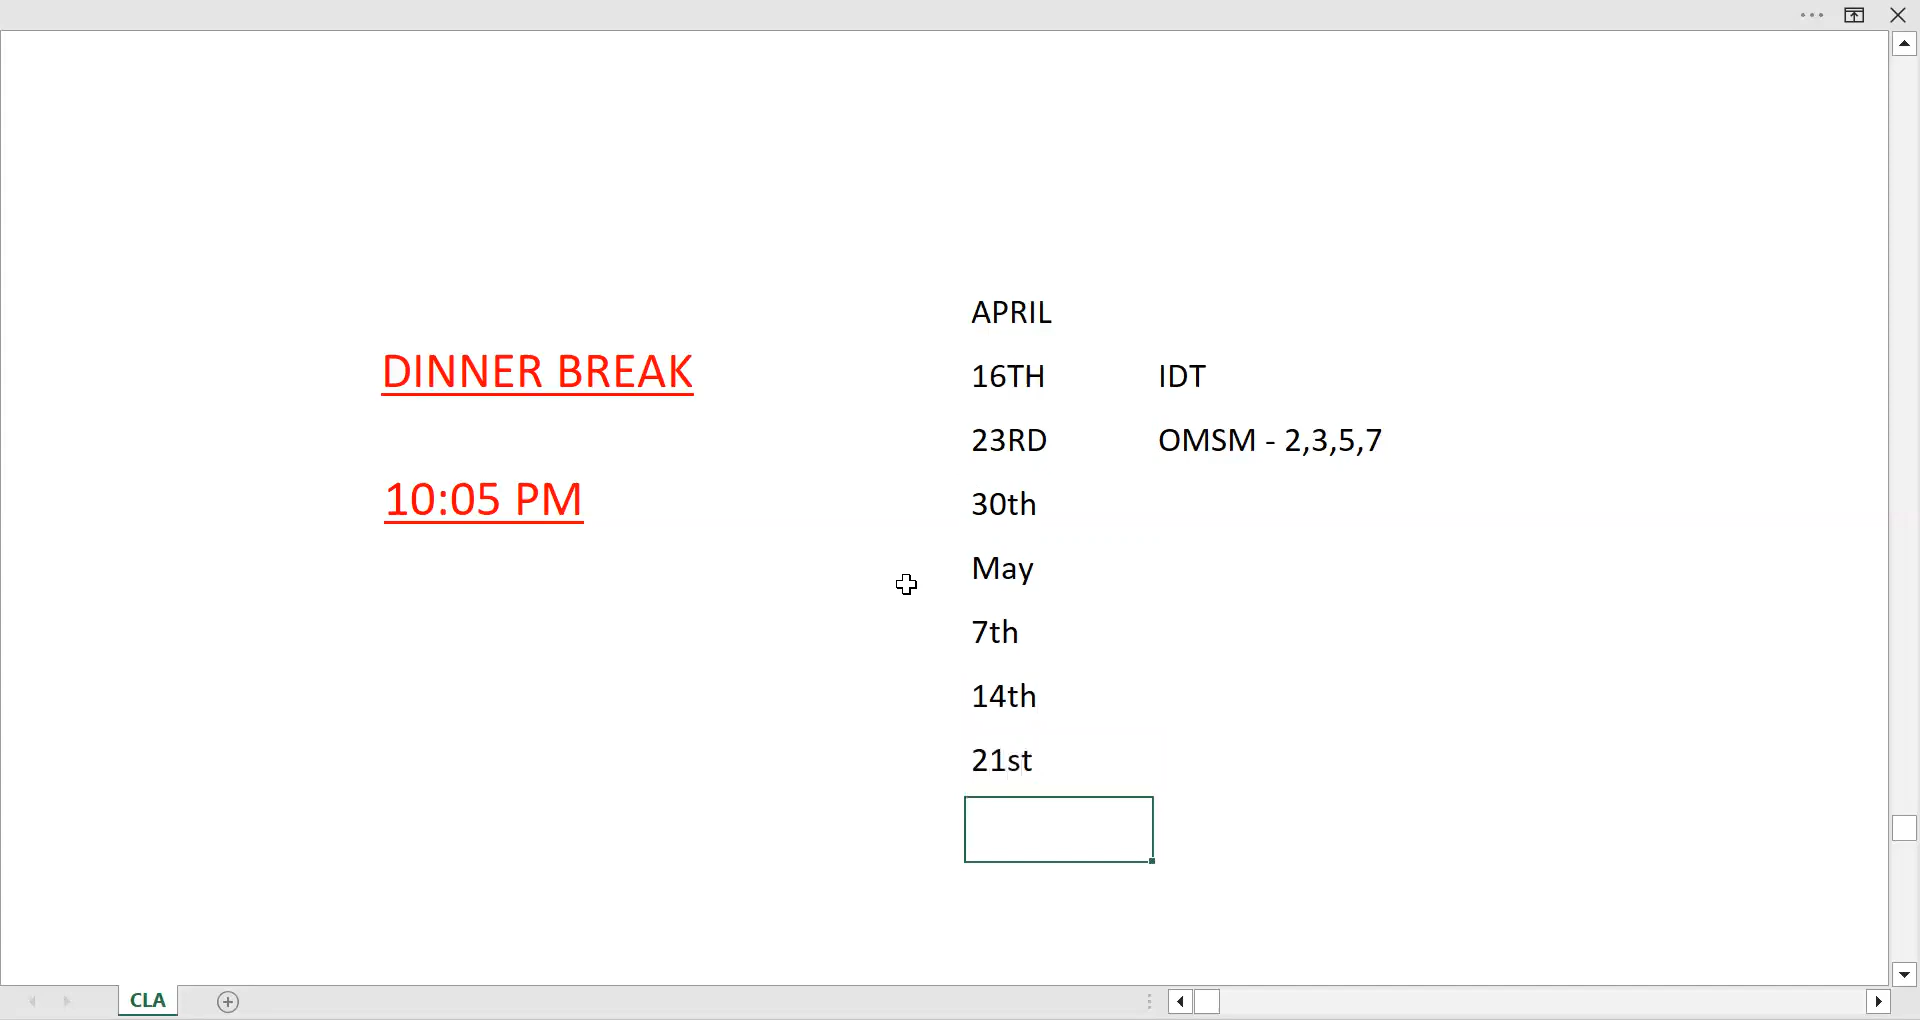 APRIL
DINNER BREAK
16TH IDT
23RD OMSM - 2,3,5,7
10:05 PM
30th
May
7th
14th
21st
CLA